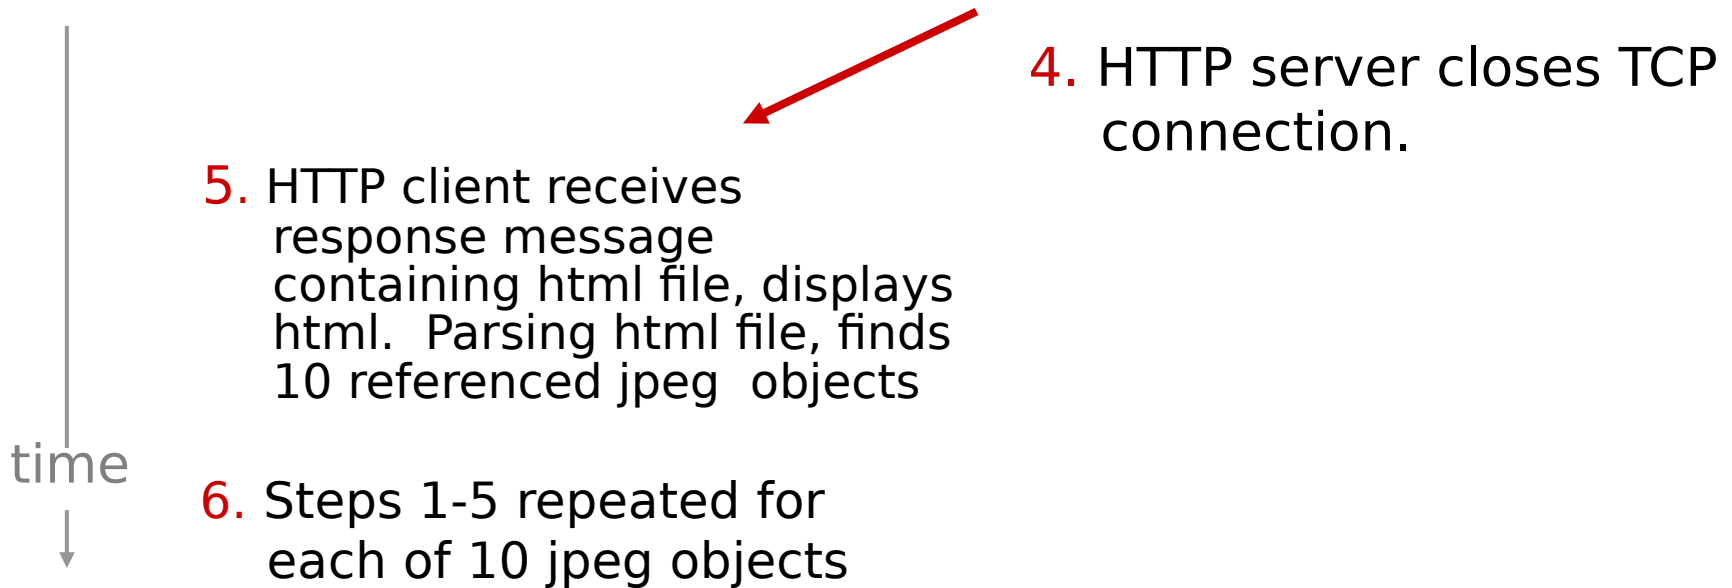 4. HTTP server closes TCP
connection.
5. HTTP client receives
response message
containing html file, displays
html.  Parsing html file, finds
10 referenced jpeg  objects
time
6. Steps 1-5 repeated for
each of 10 jpeg objects